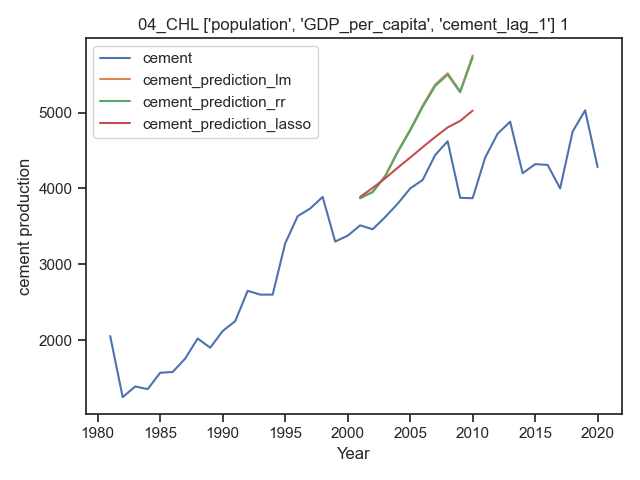 04_CHL ['population', 'GDP_per_capita', 'cement_lag_1'] 1
cement
cement_prediction_lm
cement_prediction_rr
cement_prediction_lasso
cement production
5000
4000
3000
2000
1980 1985 1990 1995 2000 2005 2010 2015 2020
Year